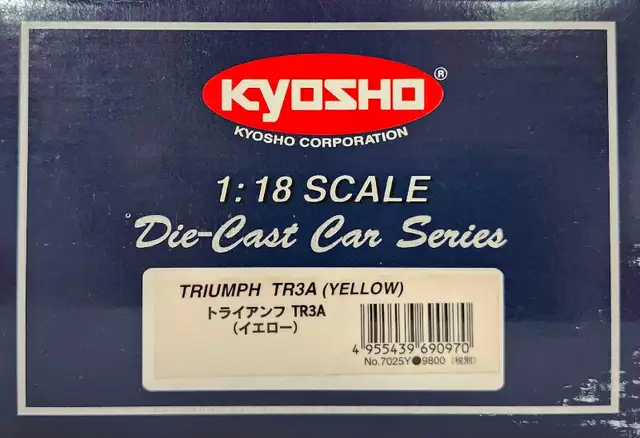 KYOSHO®
KYOSHO CORPORATION
1:18 SCALE
Die-Cast Car Series
TRIUMPH TR3A (YELLOW)
トライアンフ TR3A
（イエロー）
4 955439 690970
No.7025Y●9800（税別）